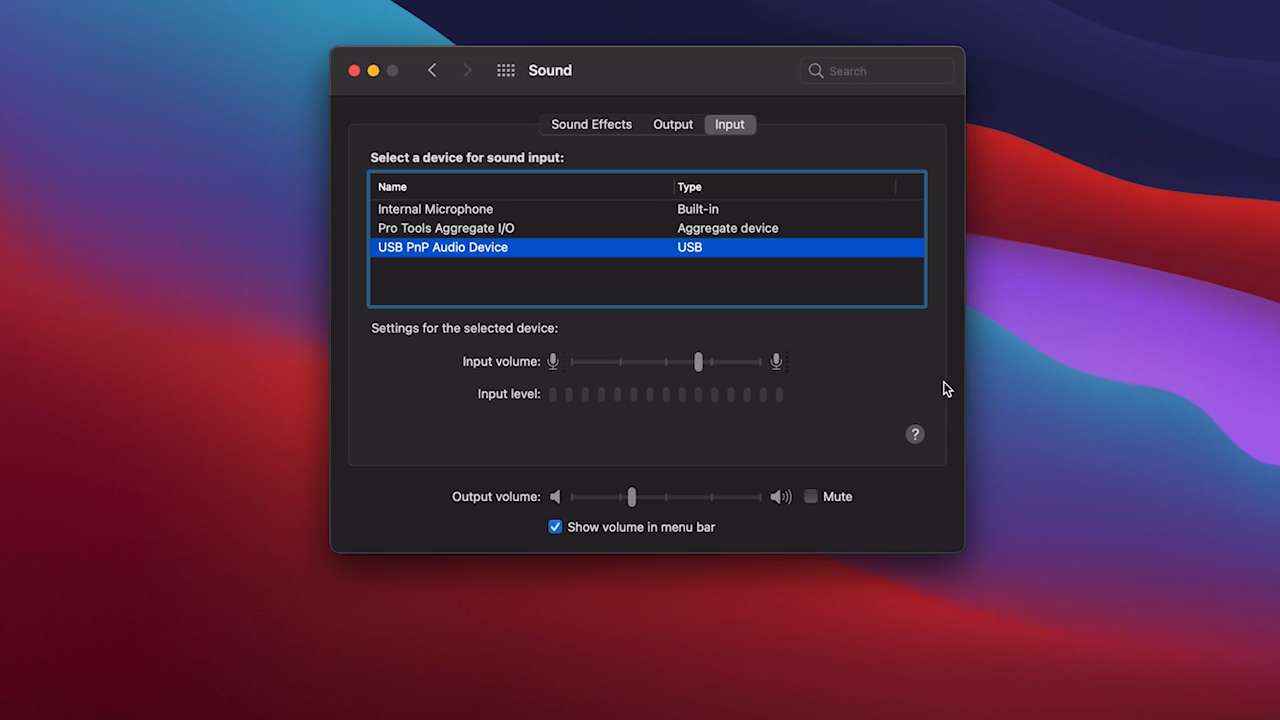 Sound
Search
Sound Effects Output Input
Select a device for sound input:
Name Type
Internal Microphone Built-in
Pro Tools Aggregate I/O Aggregate device
USB PnP Audio Device USB
Settings for the selected device:
Input volume:
Input level:
?
Output volume: Mute
Show volume in menu bar